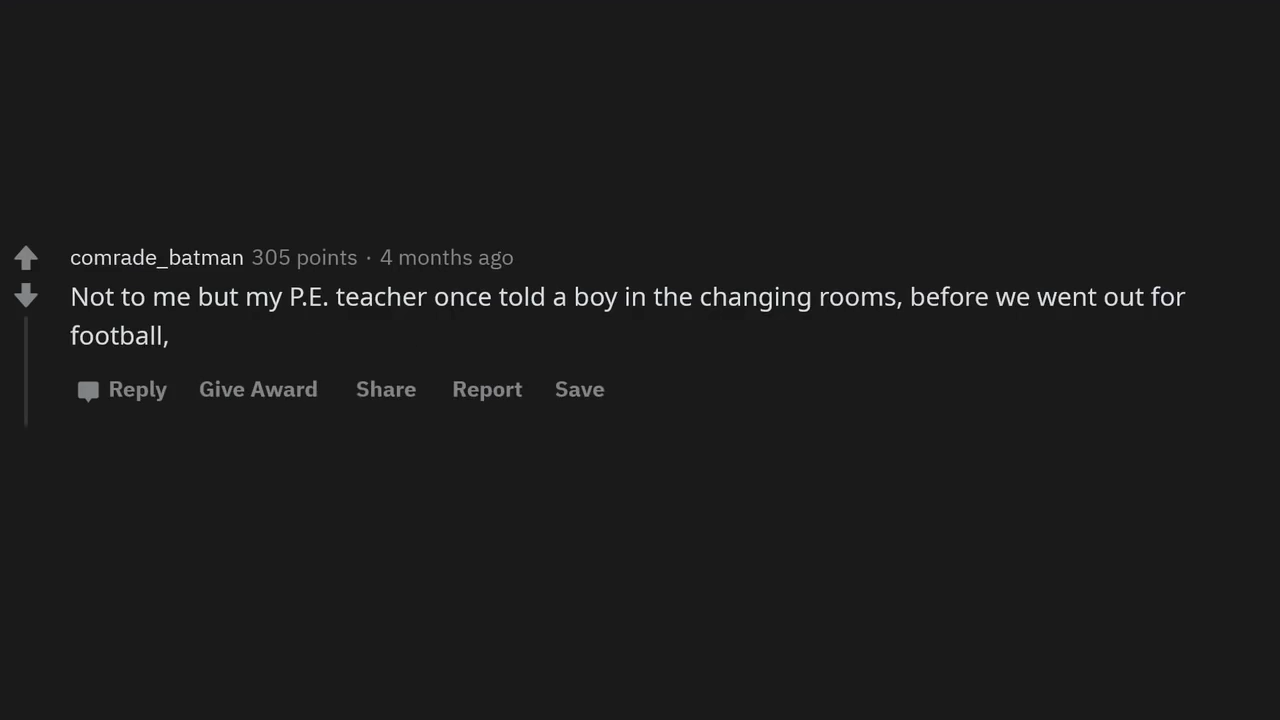 comrade_batman 305 points · 4 months ago
Not to me but my P.E. teacher once told a boy in the changing rooms, before we went out for
football,
Reply Give Award Share Report Save